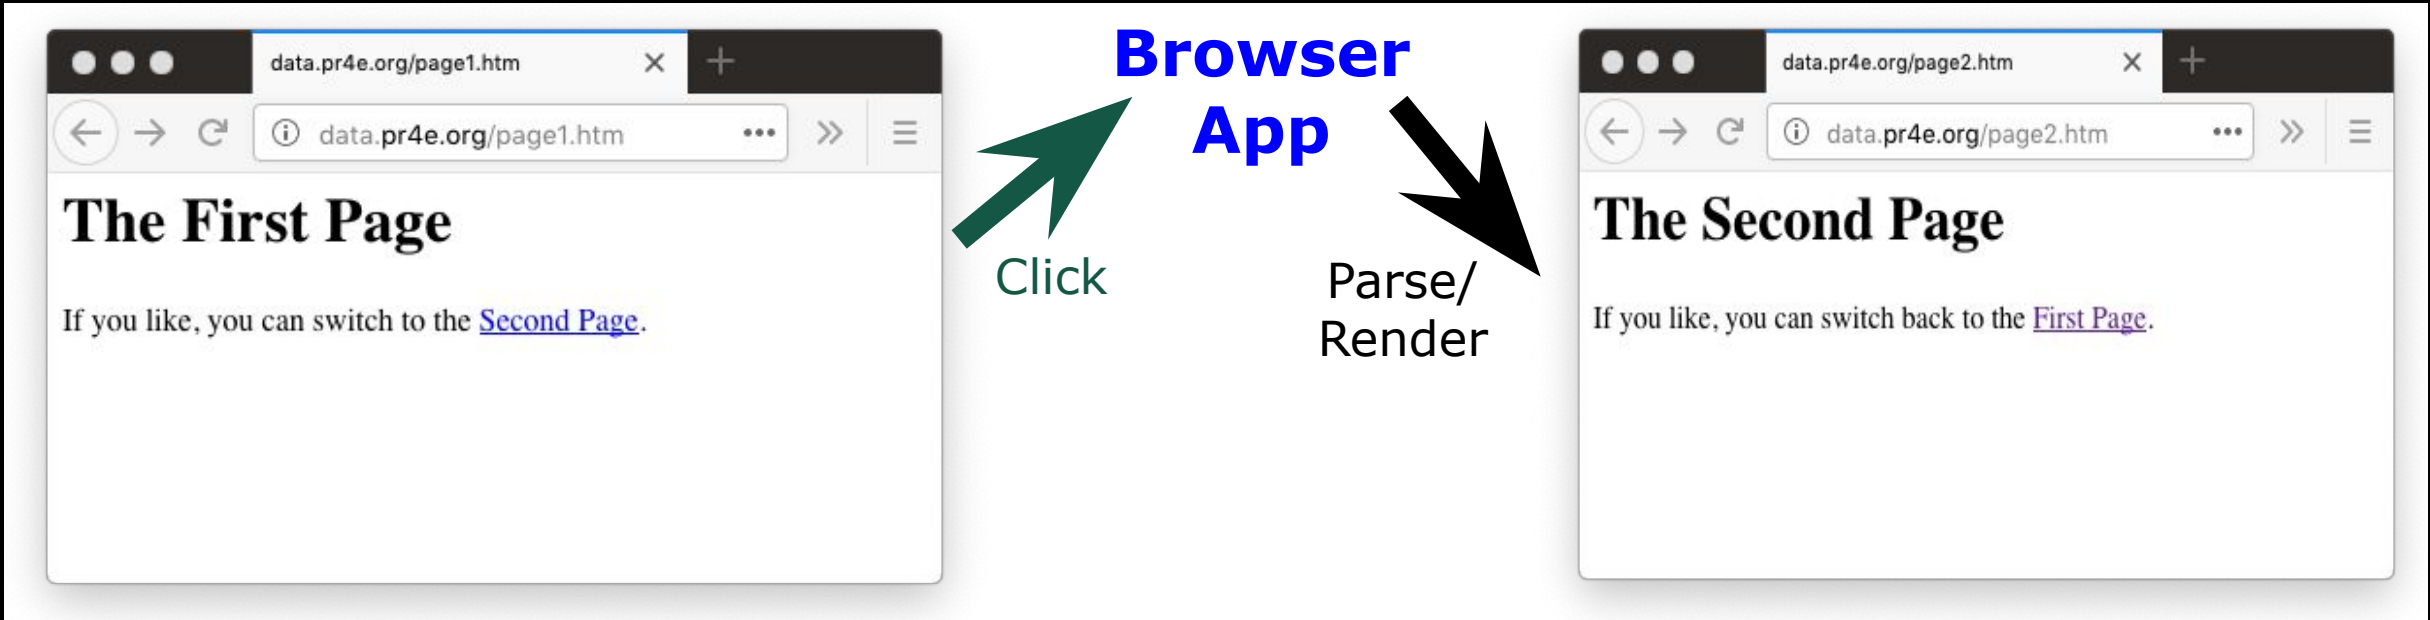 data.pr4e.org/page1.htm
data.pr4e.org/page1.htm
The First Page
If you like, you can switch to the Second Page.
Browser
App
Click
Parse/
Render
data.pr4e.org/page2.htm
data.pr4e.org/page2.htm
The Second Page
If you like, you can switch back to the First Page.